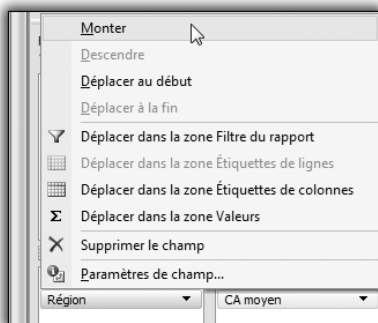 Monter
Descendre
Déplacer au début
Déplacer à la fin
Déplacer dans la zone Filtre du rapport
Déplacer dans la zone Étiquettes de lignes
Déplacer dans la zone Étiquettes de colonnes
Σ Déplacer dans la zone Valeurs
Supprimer le champ
Paramètres de champ...
Région CA moyen